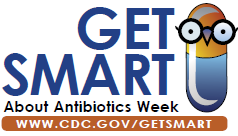 GET
SMART
About Antibiotics Week
WWW.CDC.GOV/GETSMART